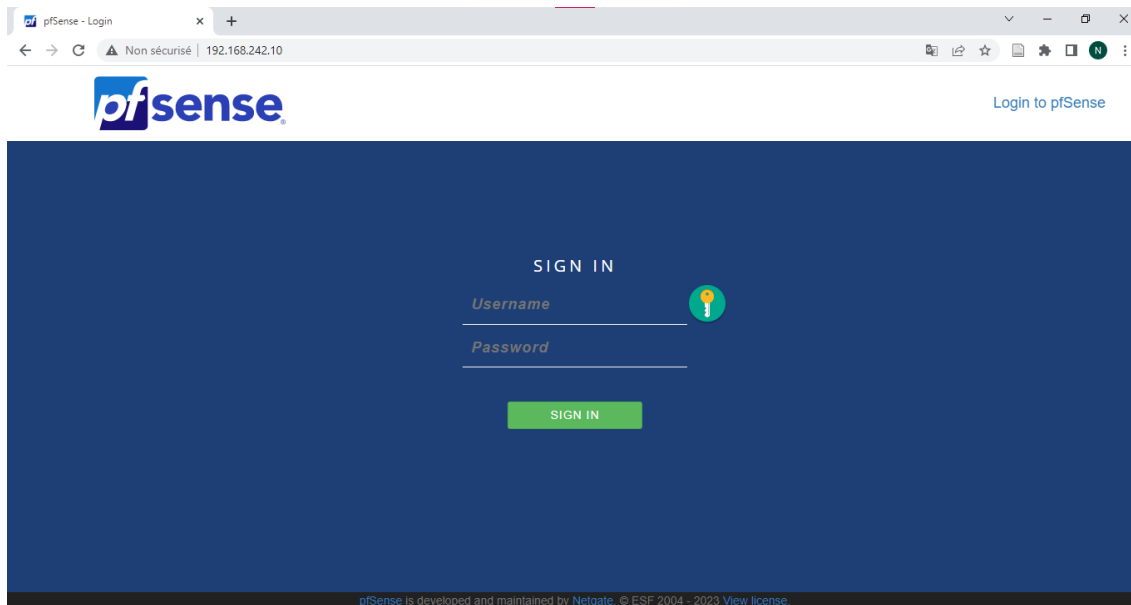 pfSense - Login
Non sécurisé | 192.168.242.10
N
pfsense®
Login to pfSense
SIGN IN
Username
Password
SIGN IN
pfSense is developed and maintained by Netgate. © ESF 2004 - 2023 View license.